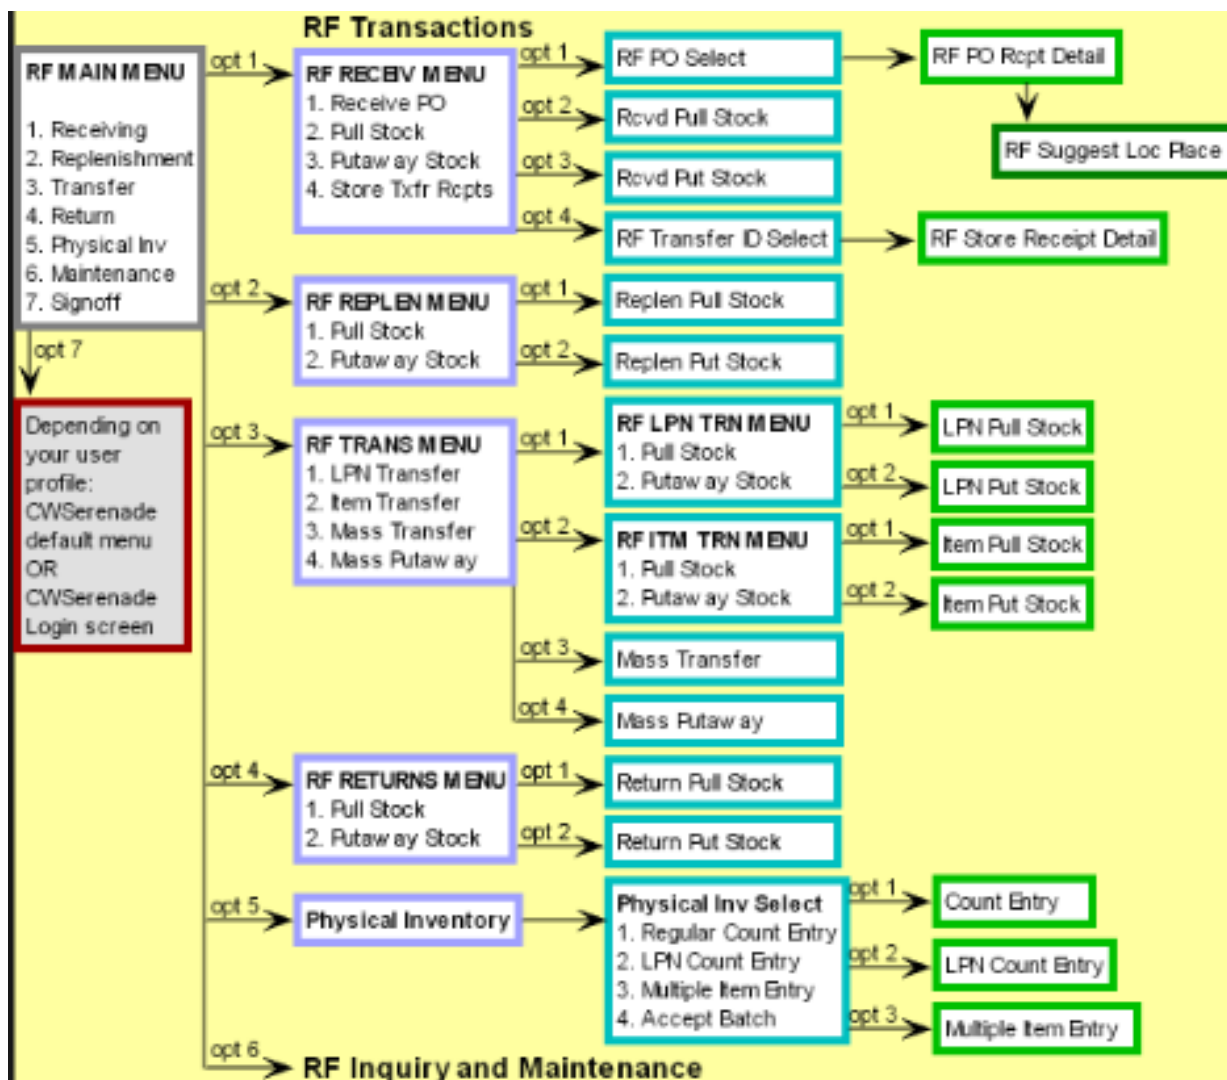 RF Transactions
RF MAIN MENU
1. Receiving
2. Replenishment
3. Transfer
4. Return
5. Physical Inv
6. Maintenance
7. Signoff
opt 7
Depending on
your user
profile:
CWSerenade
default menu
OR
CWSerenade
Login screen
opt 1
RF RECEIV MENU
1. Receive PO
2. Pull Stock
3. Putaway Stock
4. Store Txfr Rcpts
opt 1
RF PO Select
RF PO Rcpt Detail
RF Suggest Loc Place
opt 2
Rcvd Pull Stock
opt 3
Rcvd Put Stock
opt 4
RF Transfer ID Select
RF Store Receipt Detail
opt 2
RF REPLEN MENU
1. Pull Stock
2. Putaway Stock
opt 1
Replen Pull Stock
opt 2
Replen Put Stock
opt 3
RF TRANS MENU
1. LPN Transfer
2. Item Transfer
3. Mass Transfer
4. Mass Putaway
opt 1
RF LPN TRN MENU
1. Pull Stock
2. Putaway Stock
opt 1
LPN Pull Stock
opt 2
LPN Put Stock
opt 2
RF ITM TRN MENU
1. Pull Stock
2. Putaway Stock
opt 1
Item Pull Stock
opt 2
Item Put Stock
opt 3
Mass Transfer
opt 4
Mass Putaway
opt 4
RF RETURNS MENU
1. Pull Stock
2. Putaway Stock
opt 1
Return Pull Stock
opt 2
Return Put Stock
opt 5
Physical Inventory
Physical Inv Select
1. Regular Count Entry
2. LPN Count Entry
3. Multiple Item Entry
4. Accept Batch
opt 1
Count Entry
opt 2
LPN Count Entry
opt 3
Multiple Item Entry
opt 6
RF Inquiry and Maintenance